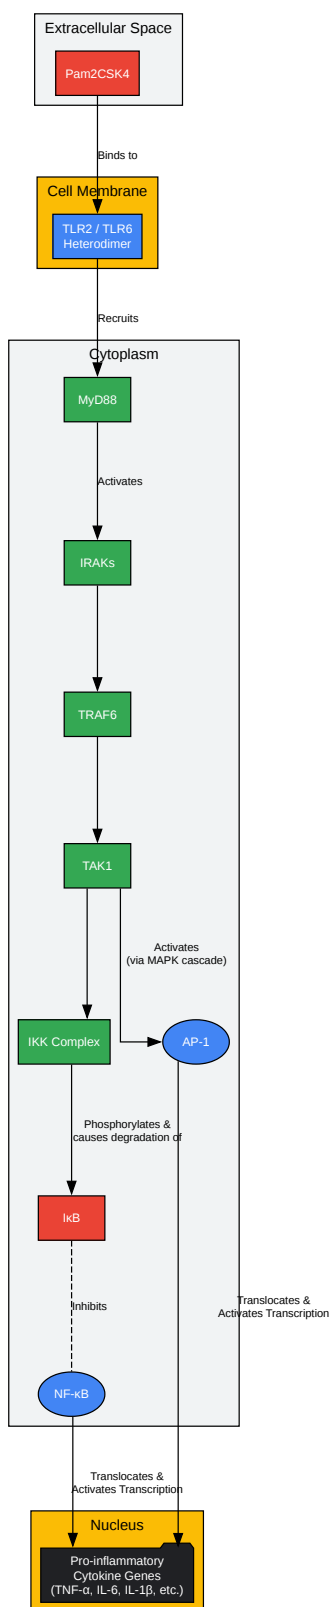 Extracellular Space
Pam2CSK4
Binds to
Cell Membrane
TLR2 / TLR6
Heterodimer
Recruits
Cytoplasm
MyD88
Activates
IRAKs
TRAF6
TAK1
Activates
(via MAPK cascade)
IKK Complex
AP-1
Phosphorylates &
causes degradation of
IκB
Inhibits
Translocates &
Activates Transcription
NF-κB
Translocates &
Activates Transcription
Nucleus
Pro-inflammatory
Cytokine Genes
(TNF-α, IL-6, IL-1β, etc.)